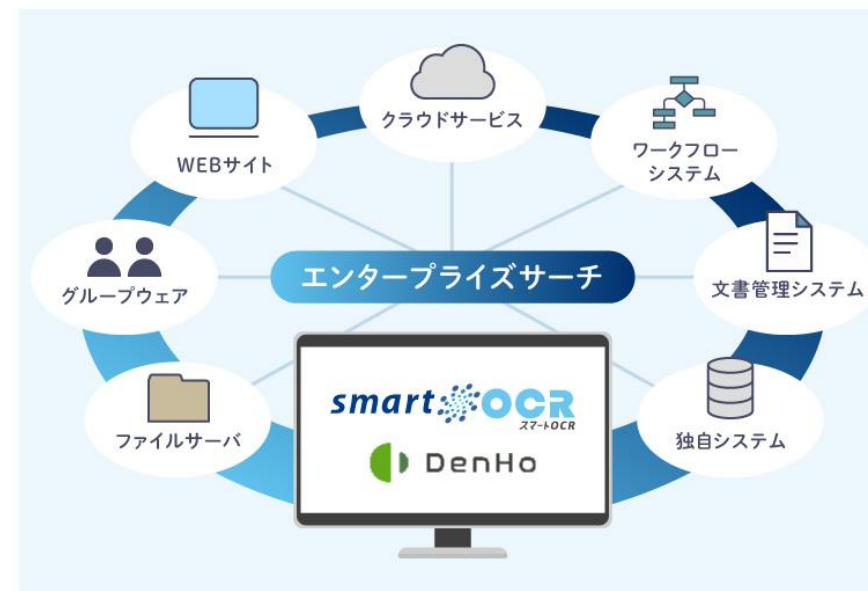 クラウドサービス
WEBサイト
ワークフロー
システム
グループウェア
エンタープライズサーチ
文書管理システム
ファイルサーバ
smart OCR
スマートOCR
DenHo
独自システム